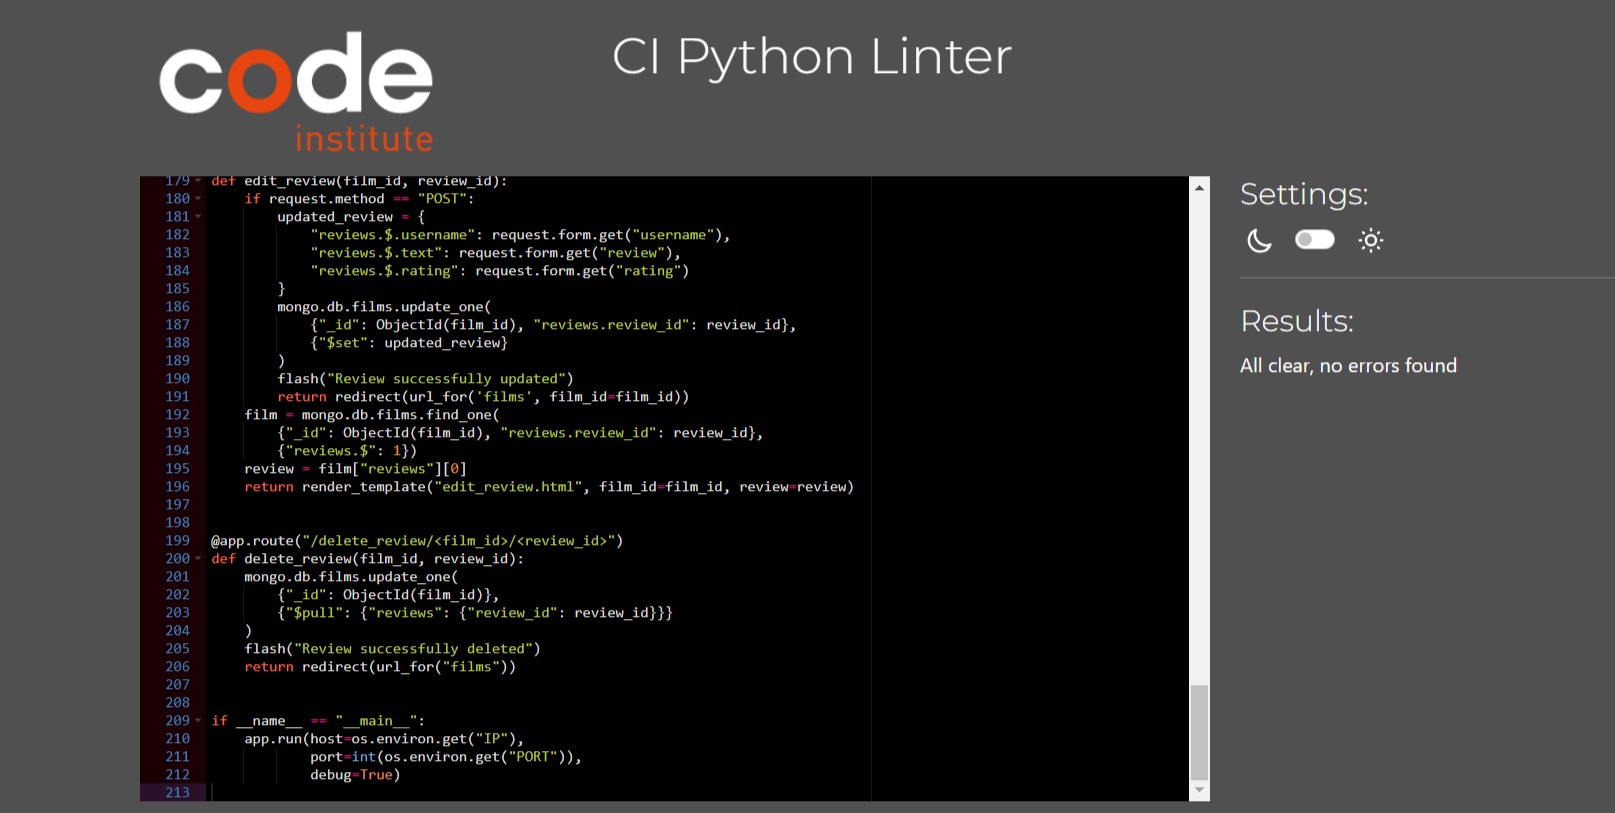 code
institute
CI Python Linter
179 def edit_review(film_id, review_id):
180     if request.method == "POST":
181         updated_review = {
182             "reviews.$.username": request.form.get("username"),
183             "reviews.$.text": request.form.get("review"),
184             "reviews.$.rating": request.form.get("rating")
185         }
186         mongo.db.films.update_one(
187             {"_id": ObjectId(film_id), "reviews.review_id": review_id},
188             {"$set": updated_review}
189         )
190         flash("Review successfully updated")
191         return redirect(url_for('films', film_id=film_id))
192     film = mongo.db.films.find_one(
193         {"_id": ObjectId(film_id), "reviews.review_id": review_id},
194         {"reviews.$": 1})
195     review = film["reviews"][0]
196     return render_template("edit_review.html", film_id=film_id, review=review)
197
198
199 @app.route("/delete_review/<film_id>/<review_id>")
200 def delete_review(film_id, review_id):
201     mongo.db.films.update_one(
202         {"_id": ObjectId(film_id)},
203         {"$pull": {"reviews": {"review_id": review_id}}}
204     )
205     flash("Review successfully deleted")
206     return redirect(url_for("films"))
207
208
209 if __name__ == "__main__":
210     app.run(host=os.environ.get("IP"),
211             port=int(os.environ.get("PORT")),
212             debug=True)
213
Settings:
Results:
All clear, no errors found